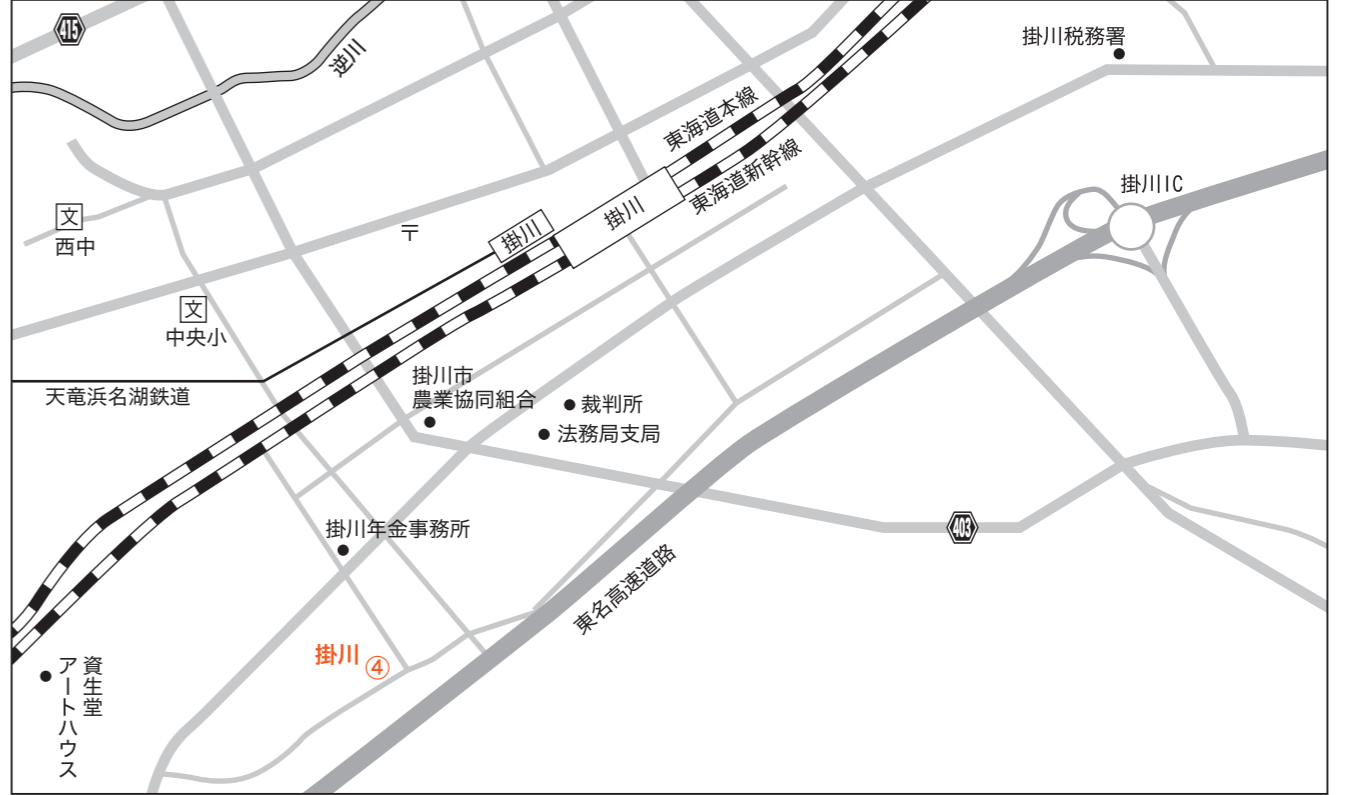 415
逆川
掛川税務署
東海道本線
東海道新幹線
掛川IC
文
西中
〒
掛川
掛川
文
中央小
天竜浜名湖鉄道
掛川市
農業協同組合
裁判所
法務局支局
掛川年金事務所
403
東名高速道路
掛川④
資生堂
アートハウス